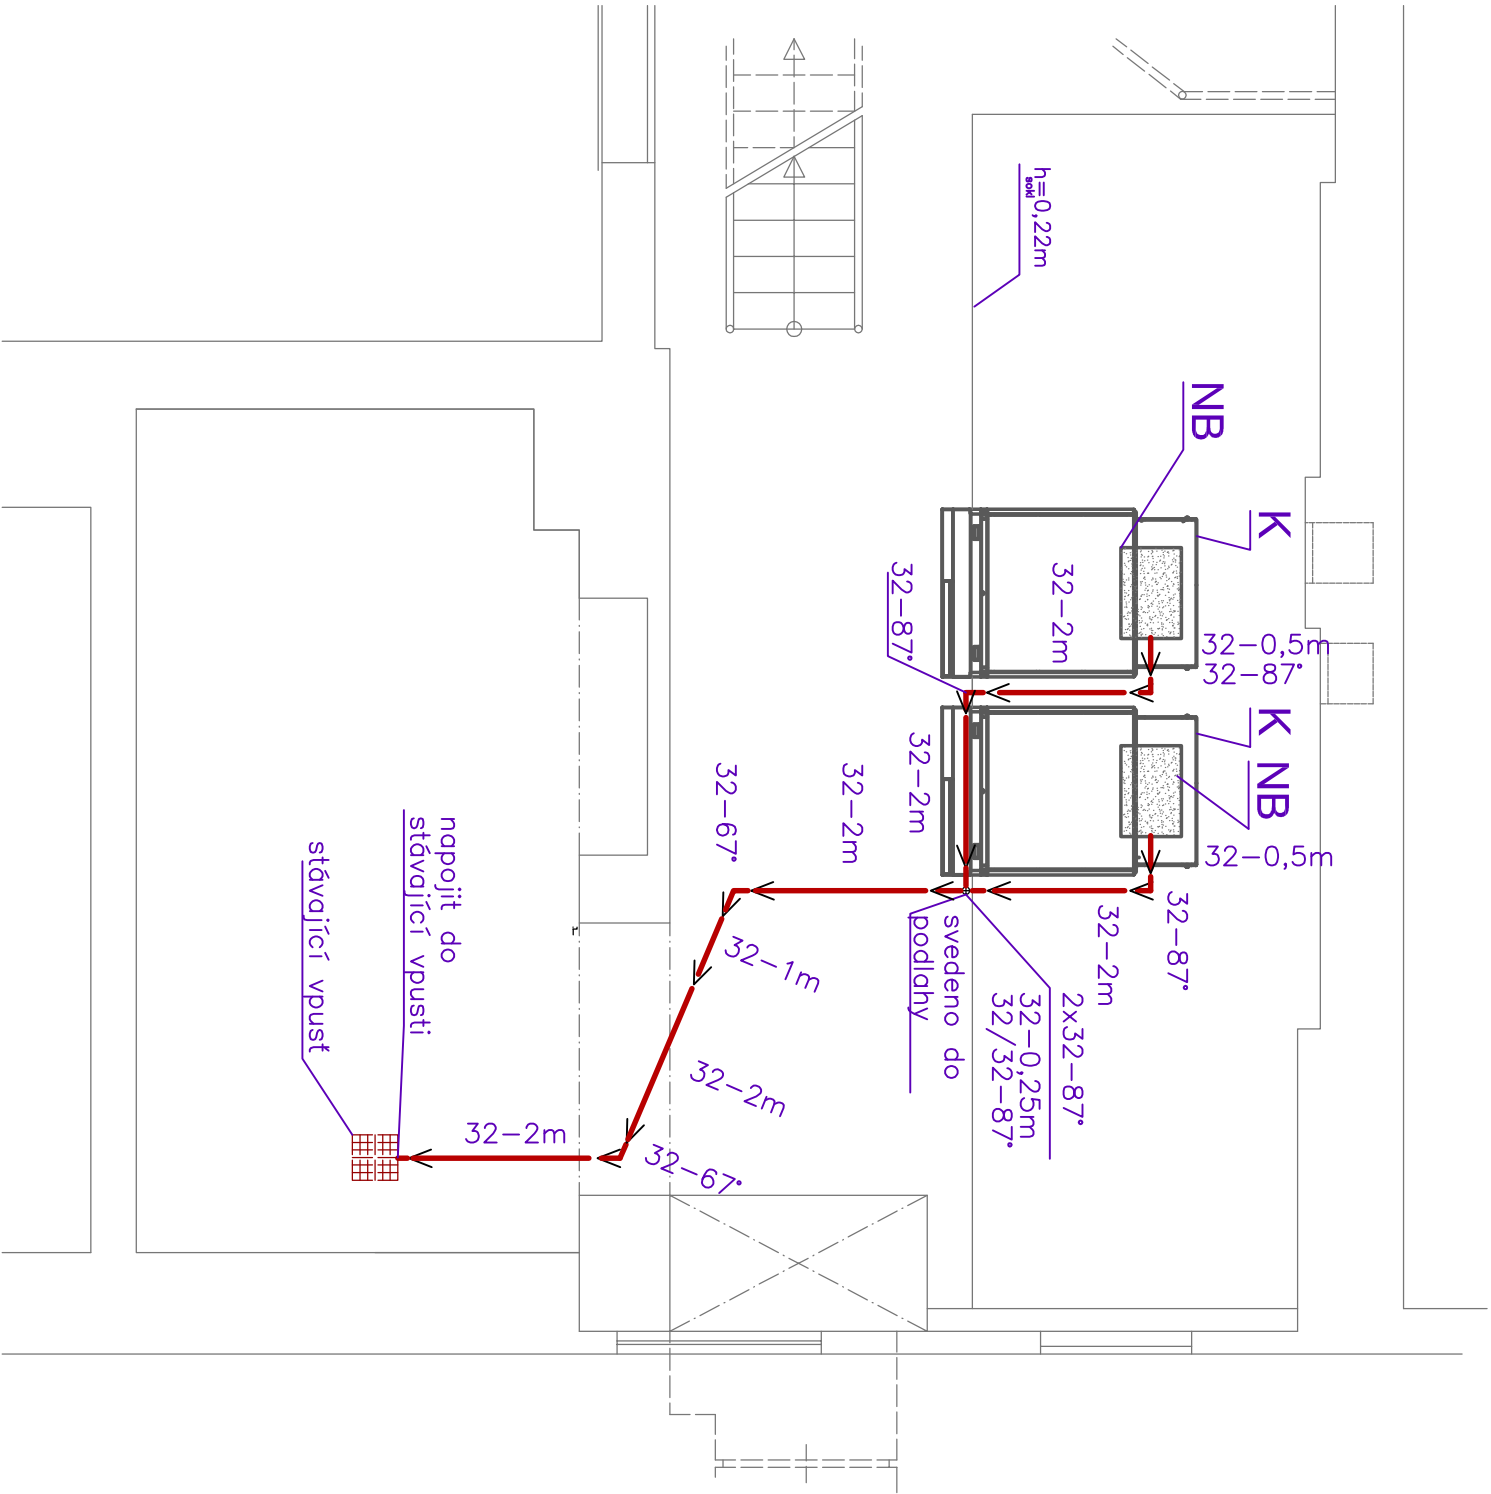 h=0,22m
sokl
NB
K
32-87°
32-2m
32-0,5m
32-87°
K
NB
32-2m
32-2m
32-67°
32-0,5m
32-87°
32-2m
napojit do
stávající vpusti
stávající vpusť
svedeno do
podlahy
32-1m
2x32-87°
32-0,25m
32/32-87°
32-2m
32-2m
32-67°